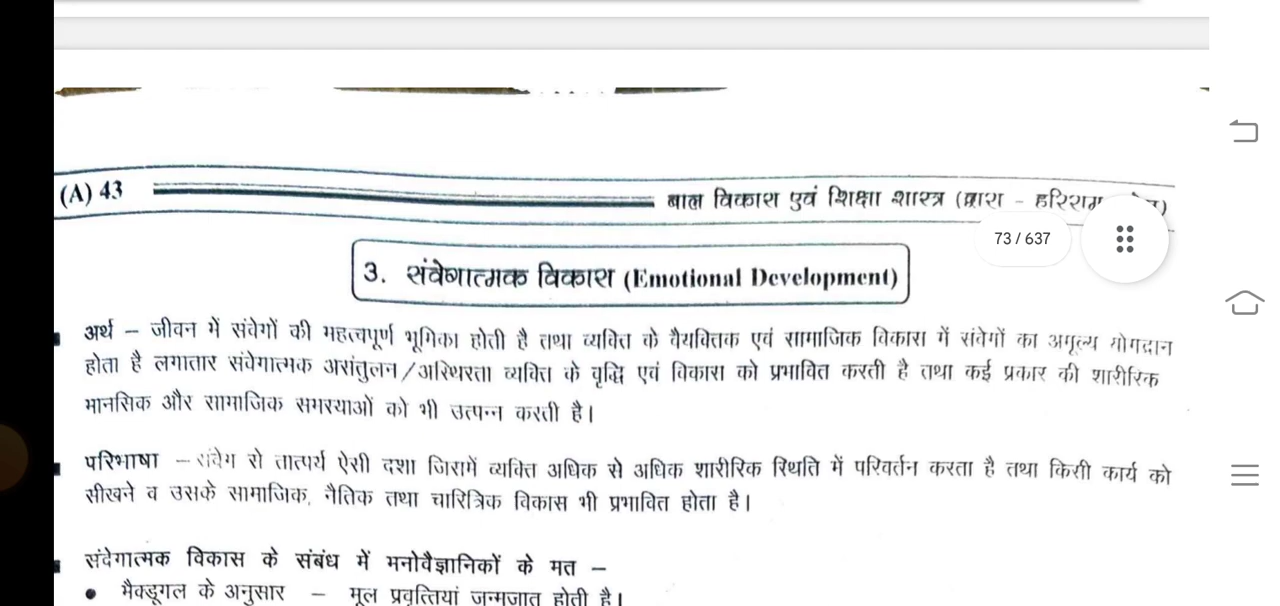 (A) 43
बाल विकास एवं शिक्षा शास्त्र (द्वारा - हरिराम
73 / 637
3. संवेगात्मक विकास (Emotional Development)
अर्थ – जीवन में संवेगों की महत्वपूर्ण भूमिका होती है तथा व्यक्ति के वैयक्तिक एवं सामाजिक विकास में संवेगों का अमूल्य योगदान
होता है लगातार संवेगात्मक असंतुलन/अस्थिरता व्यक्ति के वृद्धि एवं विकास को प्रभावित करती है तथा कई प्रकार की शारीरिक
मानसिक और सामाजिक समस्याओं को भी उत्पन्न करती है।
परिभाषा – संवेग से तात्पर्य ऐसी दशा जिसमें व्यक्ति अधिक से अधिक शारीरिक स्थिति में परिवर्तन करता है तथा किसी कार्य को
सीखने व उसके सामाजिक, नैतिक तथा चारित्रिक विकास भी प्रभावित होता है।
संवेगात्मक विकास के संबंध में मनोवैज्ञानिकों के मत –
• मैक्डूगल के अनुसार – मूल प्रवृत्तियां जन्मजात होती है।